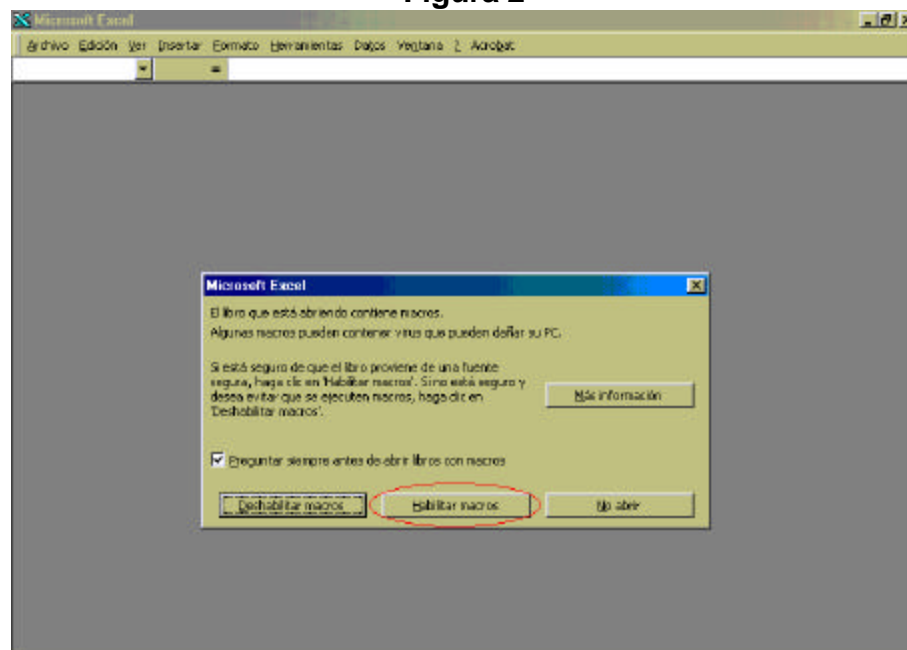 Figura 2
Microsoft Excel
Archivo Edición Ver Insertar Formato Herramientas Datos Ventana ? Acrobat
=
Microsoft Excel
El libro que está abriendo contiene macros.
Algunas macros pueden contener virus que pueden dañar su PC.
Si está seguro de que el libro proviene de una fuente
segura, haga clic en 'Habilitar macros'. Si no está seguro y
desea evitar que se ejecuten macros, haga clic en
'Deshabilitar macros'.
Más información
Preguntar siempre antes de abrir libros con macros
Deshabilitar macros Habilitar macros No abrir